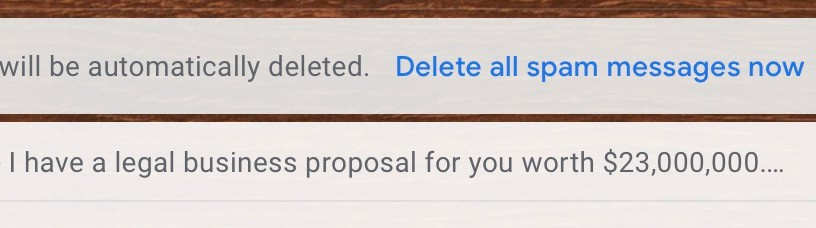 will be automatically deleted. Delete all spam messages now
I have a legal business proposal for you worth $23,000,000....